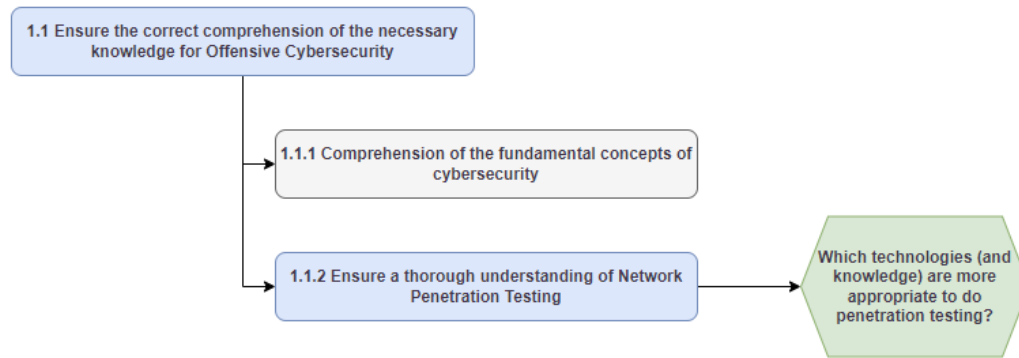 1.1 Ensure the correct comprehension of the necessary
knowledge for Offensive Cybersecurity
1.1.1 Comprehension of the fundamental concepts of
cybersecurity
1.1.2 Ensure a thorough understanding of Network
Penetration Testing
Which technologies (and
knowledge) are more
appropriate to do
penetration testing?